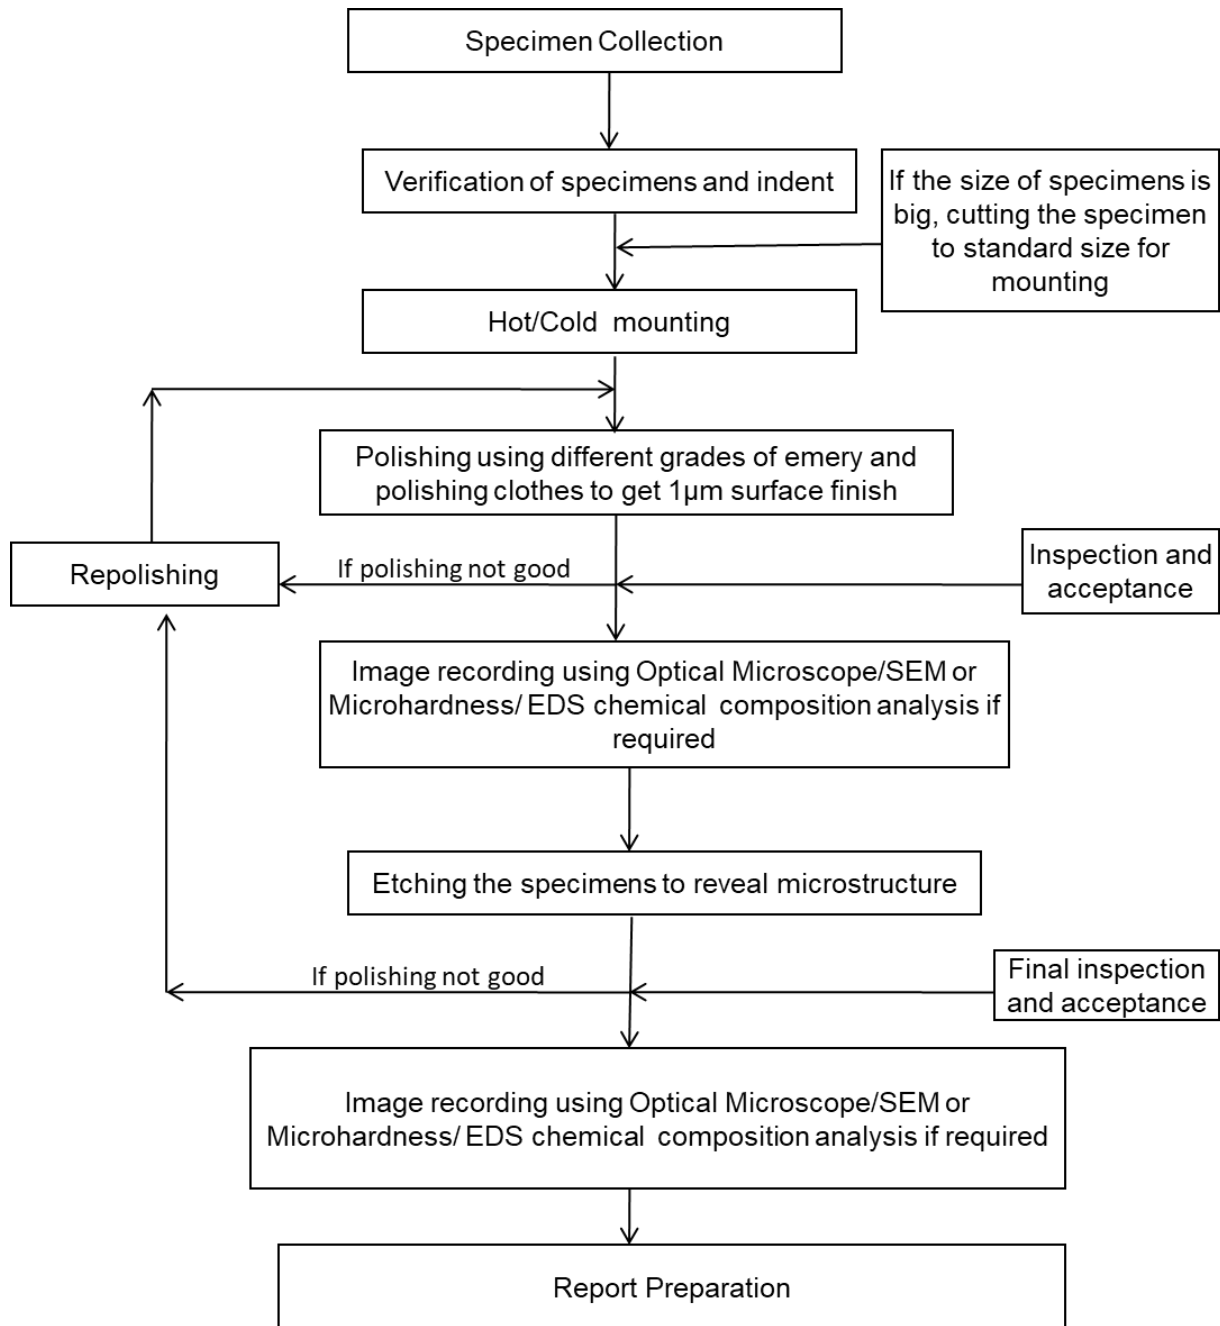 Specimen Collection
Verification of specimens and indent
If the size of specimens is
big, cutting the specimen
to standard size for
mounting
Hot/Cold mounting
Polishing using different grades of emery and
polishing clothes to get 1µm surface finish
Repolishing
If polishing not good
Inspection and
acceptance
Image recording using Optical Microscope/SEM or
Microhardness/ EDS chemical composition analysis if
required
Etching the specimens to reveal microstructure
If polishing not good
Final inspection
and acceptance
Image recording using Optical Microscope/SEM or
Microhardness/ EDS chemical composition analysis if required
Report Preparation